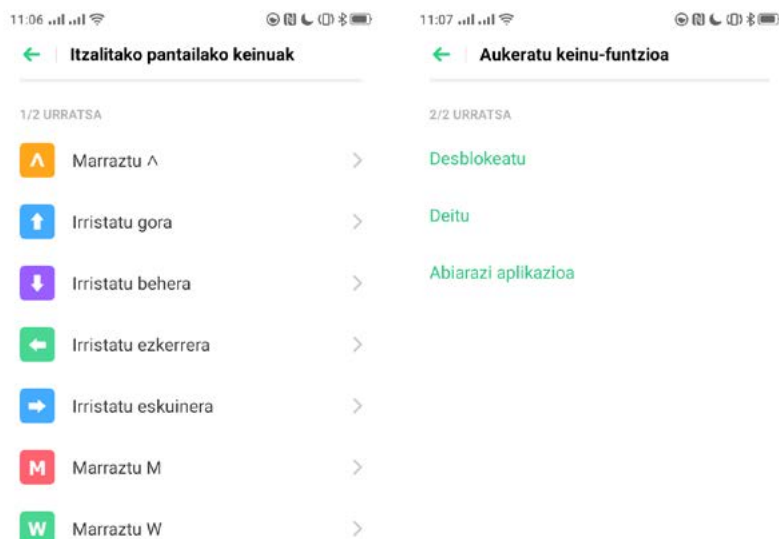 11:06
Itzalitako pantailako keinuak
1/2 URRATSA
Marraztu ᐱ
Irristatu gora
Irristatu behera
Irristatu ezkerrera
Irristatu eskuinera
M Marraztu M
W Marraztu W
11:07
Aukeratu keinu-funtzioa
2/2 URRATSA
Desblokeatu
Deitu
Abiarazi aplikazioa